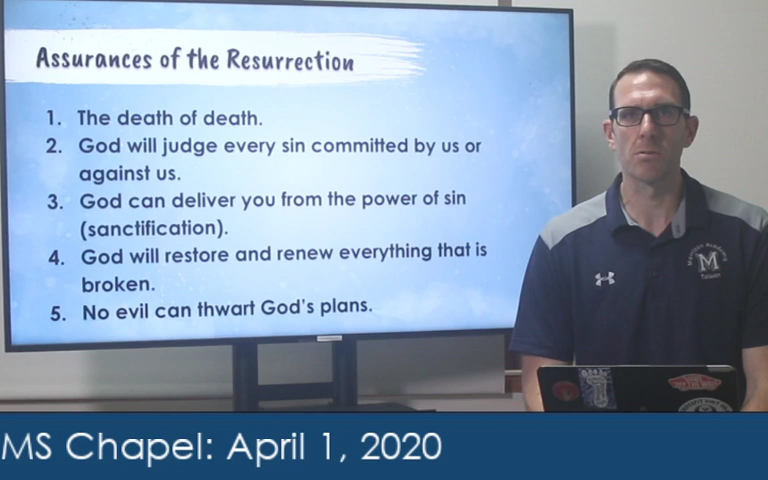 Assurances of the Resurrection
1. The death of death.
2. God will judge every sin committed by us or
against us.
3. God can deliver you from the power of sin
(sanctification).
4. God will restore and renew everything that is
broken.
5. No evil can thwart God's plans.
M
Taiwan
MS Chapel: April 1, 2020